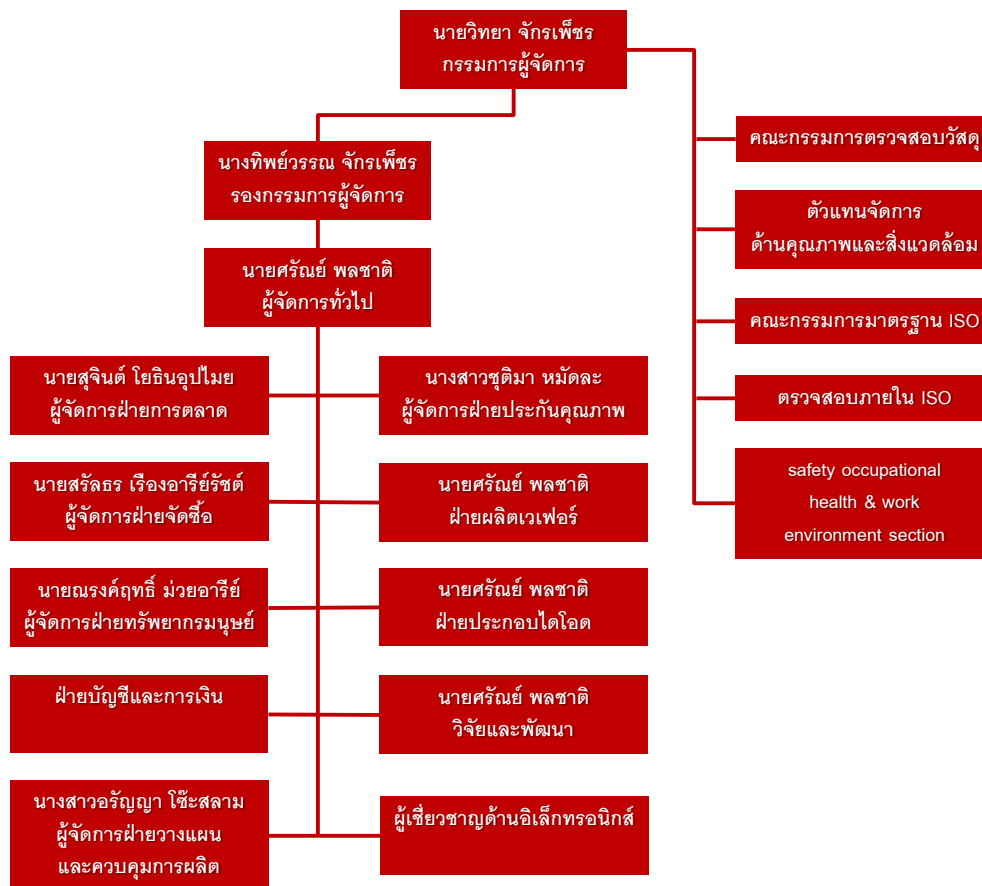 นายวิทยา จักรเพ็ชร
กรรมการผู้จัดการ
นางทิพย์วรรณ จักรเพ็ชร
รองกรรมการผู้จัดการ
นายศรัณย์ พลชาติ
ผู้จัดการทั่วไป
นายสุจินต์ โยธินอุปไมย
ผู้จัดการฝ่ายการตลาด
นางสาวชุติมา หมัดละ
ผู้จัดการฝ่ายประกันคุณภาพ
นายสรัลธร เรืองอารีย์รัชต์
ผู้จัดการฝ่ายจัดซื้อ
นายศรัณย์ พลชาติ
ฝ่ายผลิตเวเฟอร์
นายณรงค์ฤทธิ์ ม่วยอารีย์
ผู้จัดการฝ่ายทรัพยากรมนุษย์
นายศรัณย์ พลชาติ
ฝ่ายประกอบไดโอด
ฝ่ายบัญชีและการเงิน
นายศรัณย์ พลชาติ
วิจัยและพัฒนา
นางสาวอรัญญา โซ๊ะสลาม
ผู้จัดการฝ่ายวางแผน
และควบคุมการผลิต
ผู้เชี่ยวชาญด้านอิเล็กทรอนิกส์
คณะกรรมการตรวจสอบวัสดุ
ตัวแทนจัดการ
ด้านคุณภาพและสิ่งแวดล้อม
คณะกรรมการมาตรฐาน ISO
ตรวจสอบภายใน ISO
safety occupational
health & work
environment section